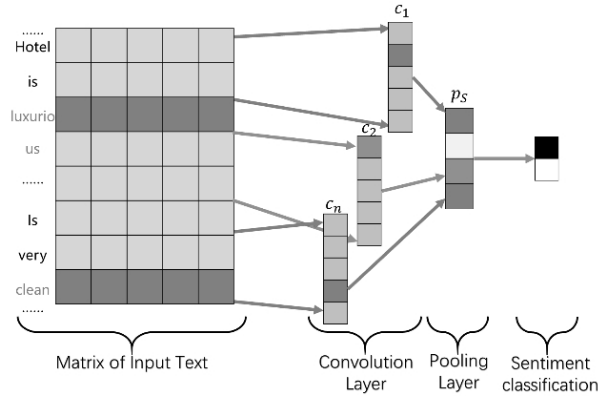 ......
Hotel
is
luxurio
us
......
Is
very
clean
......
c₁
c₂
cₙ
pₛ
Matrix of Input Text
Convolution
Layer
Pooling
Layer
Sentiment
classification